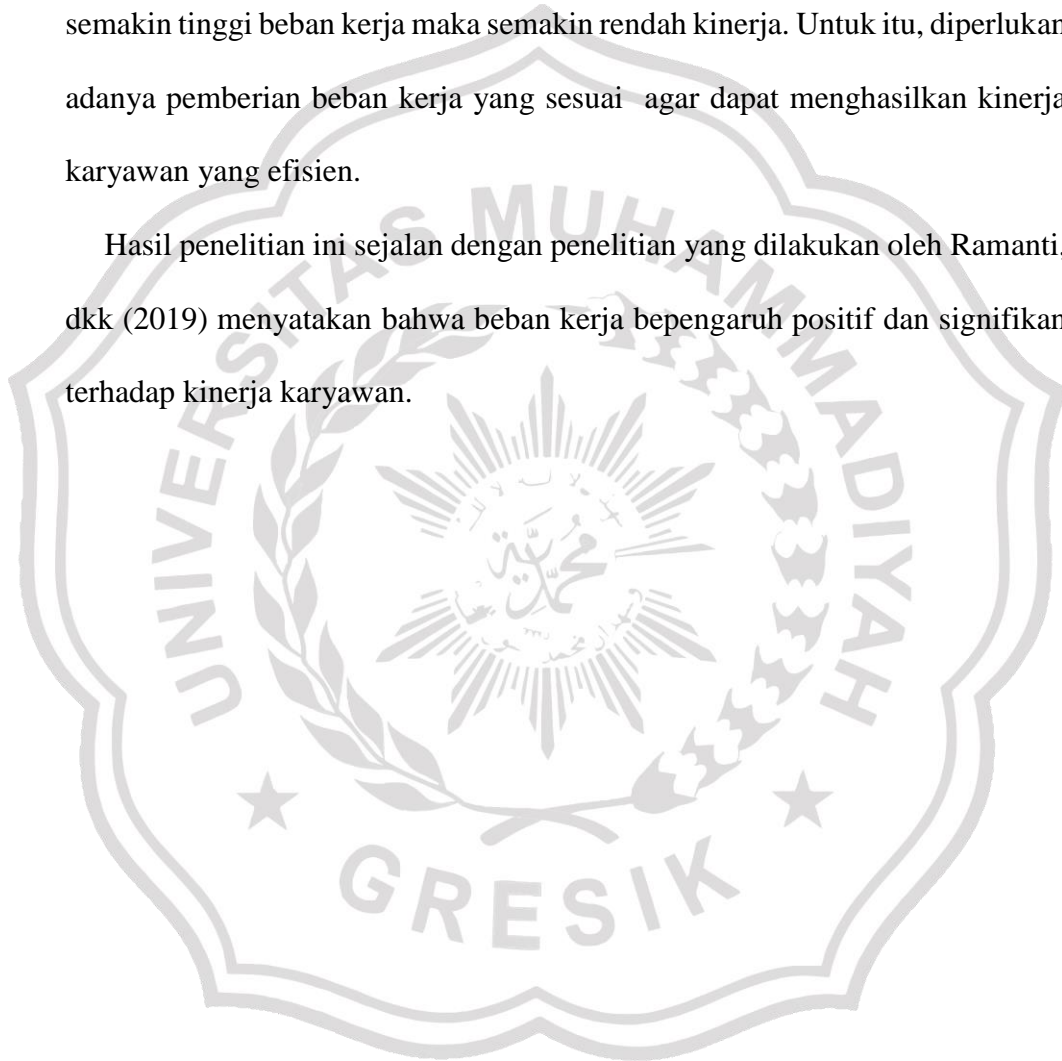 semakin tinggi beban kerja maka semakin rendah kinerja. Untuk itu, diperlukan
adanya pemberian beban kerja yang sesuai  agar dapat menghasilkan kinerja
karyawan yang efisien.
Hasil penelitian ini sejalan dengan penelitian yang dilakukan oleh Ramanti,
dkk (2019) menyatakan bahwa beban kerja bepengaruh positif dan signifikan
terhadap kinerja karyawan.
UNIVERSITAS MUHAMMADIYAH
GRESIK